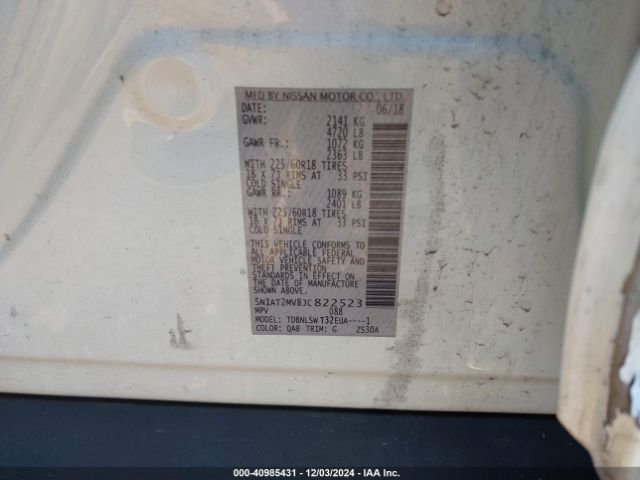 MFD BY NISSAN MOTOR CO., LTD.
DATE: 06/18
GVWR: 2141 KG
4720 LB
GAWR FR.: 1072 KG
2363 LB
WITH 225/60R18 TIRES
18 X 7J RIMS AT 33 PSI
COLD SINGLE
GAWR RR.: 1089 KG
2401 LB
WITH 225/60R18 TIRES
18 X 7J RIMS AT 33 PSI
COLD SINGLE
THIS VEHICLE CONFORMS TO
ALL APPLICABLE FEDERAL
MOTOR VEHICLE SAFETY AND
THEFT PREVENTION
STANDARDS IN EFFECT ON
THE DATE OF MANUFACTURE
SHOWN ABOVE
5N1AT2MV8JC822523
MPV 088
MODEL: TDBNLSW T32EUA----1
COLOR: QAB TRIM: G 2S30A
000-40985431 - 12/03/2024 - IAA Inc.